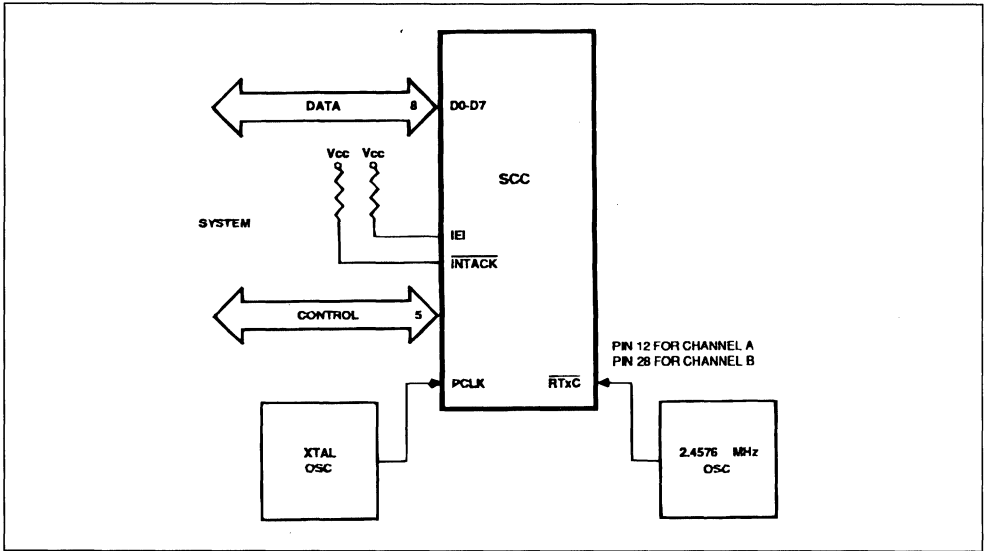 DATA 8
D0-D7
Vcc Vcc
SCC
SYSTEM
IEI
INTACK
CONTROL 5
PIN 12 FOR CHANNEL A
PIN 28 FOR CHANNEL B
PCLK
RTxC
XTAL
OSC
2.4576 MHz
OSC